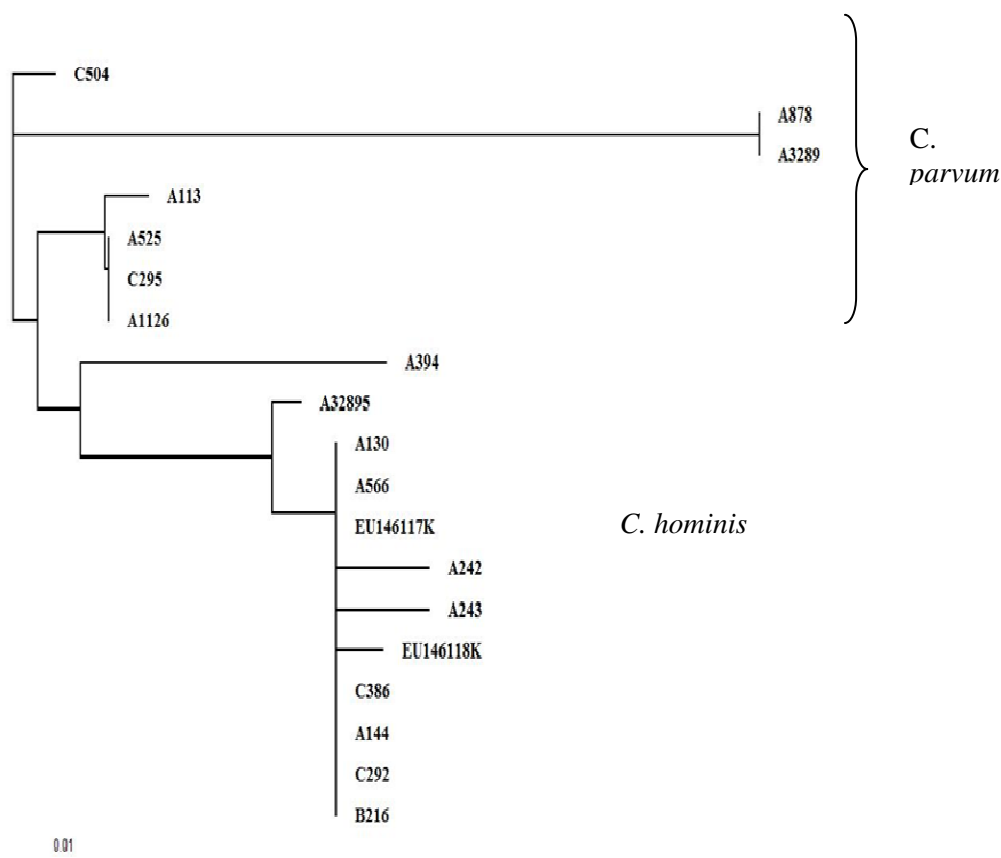 C504
A878
A3289
C.
parvum
A113
A525
C295
A1126
A394
A32895
A130
A566
EU146117K
C. hominis
A242
A243
EU146118K
C386
A144
C292
B216
0.01